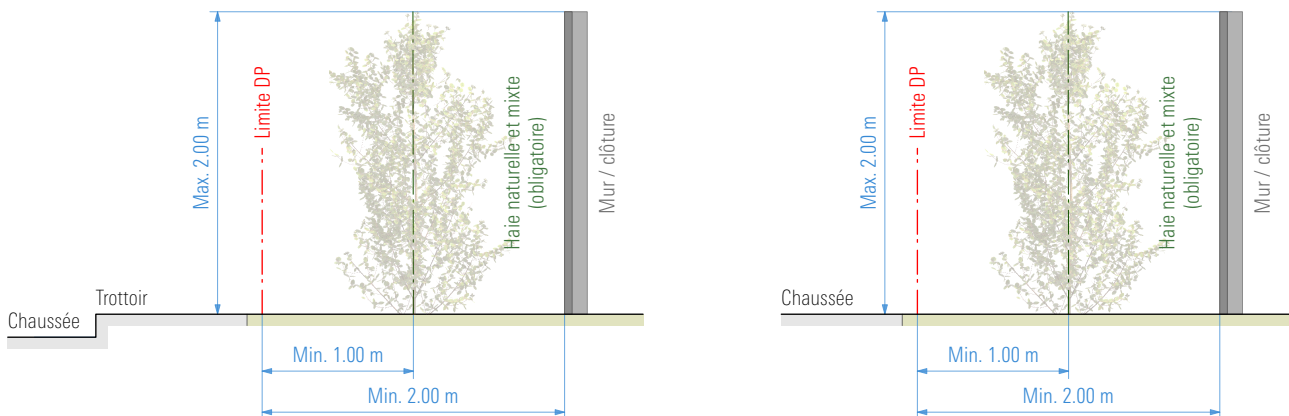 Max. 2.00 m
Limite DP
Haie naturelle et mixte
(obligatoire)
Mur / clôture
Trottoir
Chaussée
Min. 1.00 m
Min. 2.00 m
Max. 2.00 m
Limite DP
Haie naturelle et mixte
(obligatoire)
Mur / clôture
Chaussée
Min. 1.00 m
Min. 2.00 m